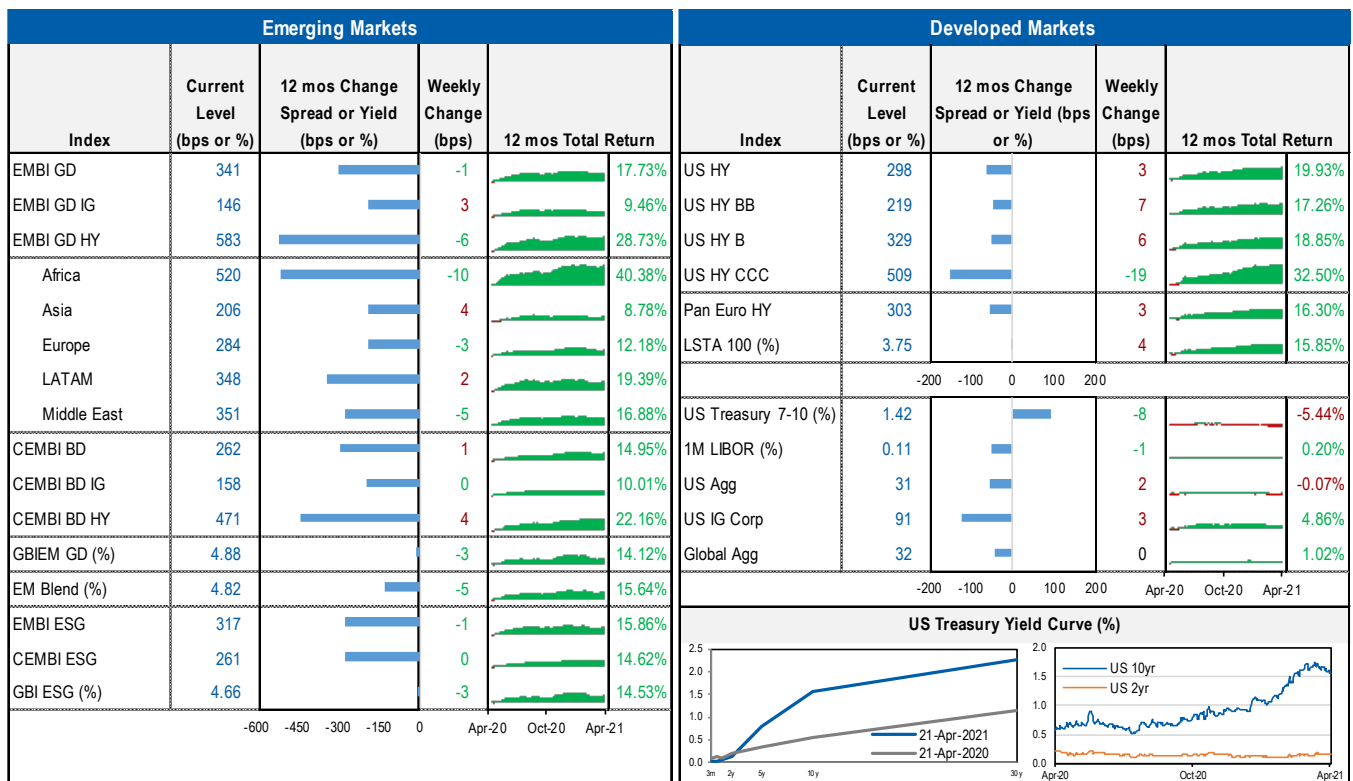 Emerging Markets
Index Current Level (bps or %) 12 mos Change Spread or Yield (bps or %) Weekly Change (bps) 12 mos Total Return
EMBI GD 341 -1 17.73%
EMBI GD IG 146 3 9.46%
EMBI GD HY 583 -6 28.73%
Africa 520 -10 40.38%
Asia 206 4 8.78%
Europe 284 -3 12.18%
LATAM 348 2 19.39%
Middle East 351 -5 16.88%
CEMBI BD 262 1 14.95%
CEMBI BD IG 158 0 10.01%
CEMBI BD HY 471 4 22.16%
GBIEM GD (%) 4.88 -3 14.12%
EM Blend (%) 4.82 -5 15.64%
EMBI ESG 317 -1 15.86%
CEMBI ESG 261 0 14.62%
GBI ESG (%) 4.66 -3 14.53%
-600 -450 -300 -150 0 Apr-20 Oct-20 Apr-21
Developed Markets
Index Current Level (bps or %) 12 mos Change Spread or Yield (bps or %) Weekly Change (bps) 12 mos Total Return
US HY 298 3 19.93%
US HY BB 219 7 17.26%
US HY B 329 6 18.85%
US HY CCC 509 -19 32.50%
Pan Euro HY 303 3 16.30%
LSTA 100 (%) 3.75 4 15.85%
-200 -100 0 100 200
US Treasury 7-10 (%) 1.42 -8 -5.44%
1M LIBOR (%) 0.11 -1 0.20%
US Agg 31 2 -0.07%
US IG Corp 91 3 4.86%
Global Agg 32 0 1.02%
-200 -100 0 100 200 Apr-20 Oct-20 Apr-21
US Treasury Yield Curve (%)
2.5
2.0
1.5
1.0
0.5
0.0
3m 2y 5y 10 y 30 y
21-Apr-2021
21-Apr-2020
2.0
1.5
1.0
0.5
0.0
US 10yr
US 2yr
Apr-20 Oct-20 Apr-21